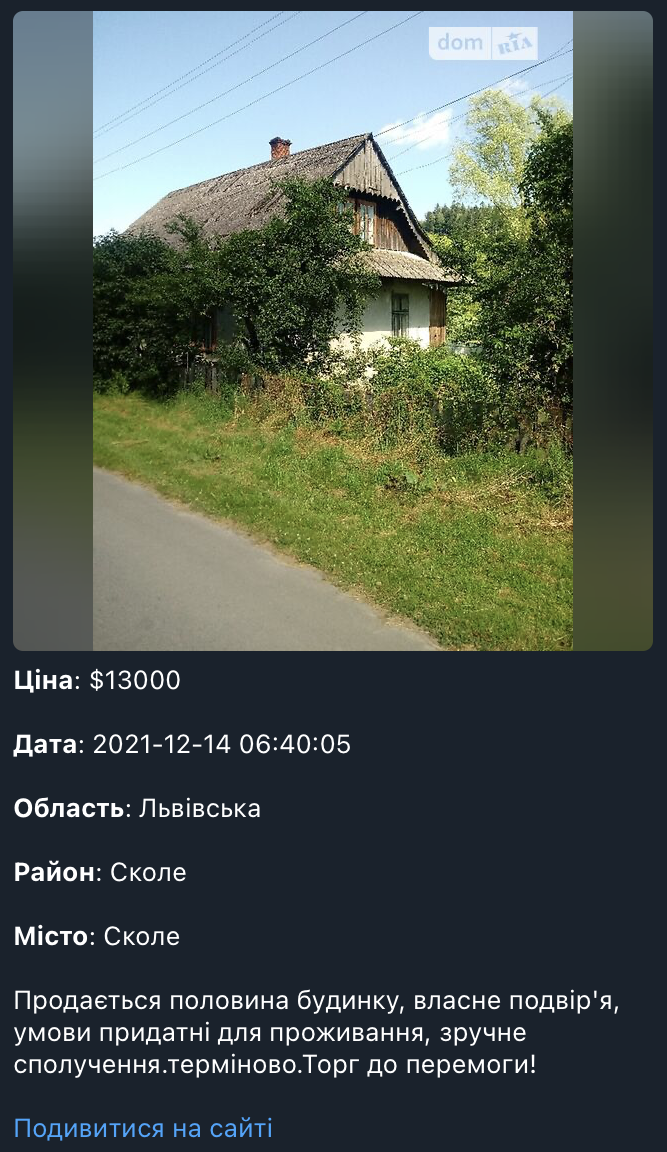 dom RIA
Ціна: $13000
Дата: 2021-12-14 06:40:05
Область: Львівська
Район: Сколе
Місто: Сколе
Продається половина будинку, власне подвір'я,
умови придатні для проживання, зручне
сполучення.терміново.Торг до перемоги!
Подивитися на сайті